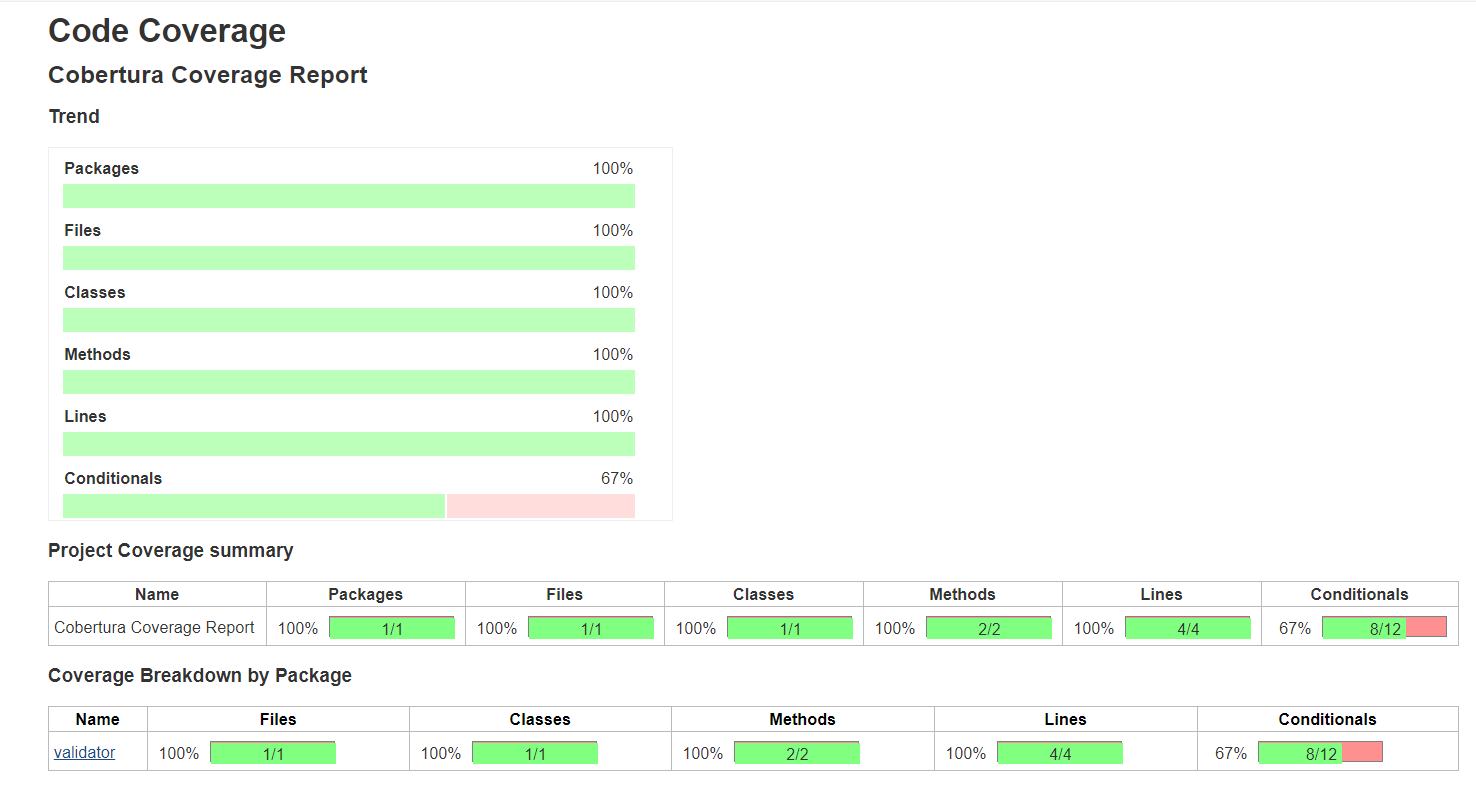 Code Coverage
Cobertura Coverage Report
Trend
Packages 100%
Files 100%
Classes 100%
Methods 100%
Lines 100%
Conditionals 67%
Project Coverage summary
Name Packages Files Classes Methods Lines Conditionals
Cobertura Coverage Report 100% 1/1 100% 1/1 100% 1/1 100% 2/2 100% 4/4 67% 8/12
Coverage Breakdown by Package
Name Files Classes Methods Lines Conditionals
validator 100% 1/1 100% 1/1 100% 2/2 100% 4/4 67% 8/12